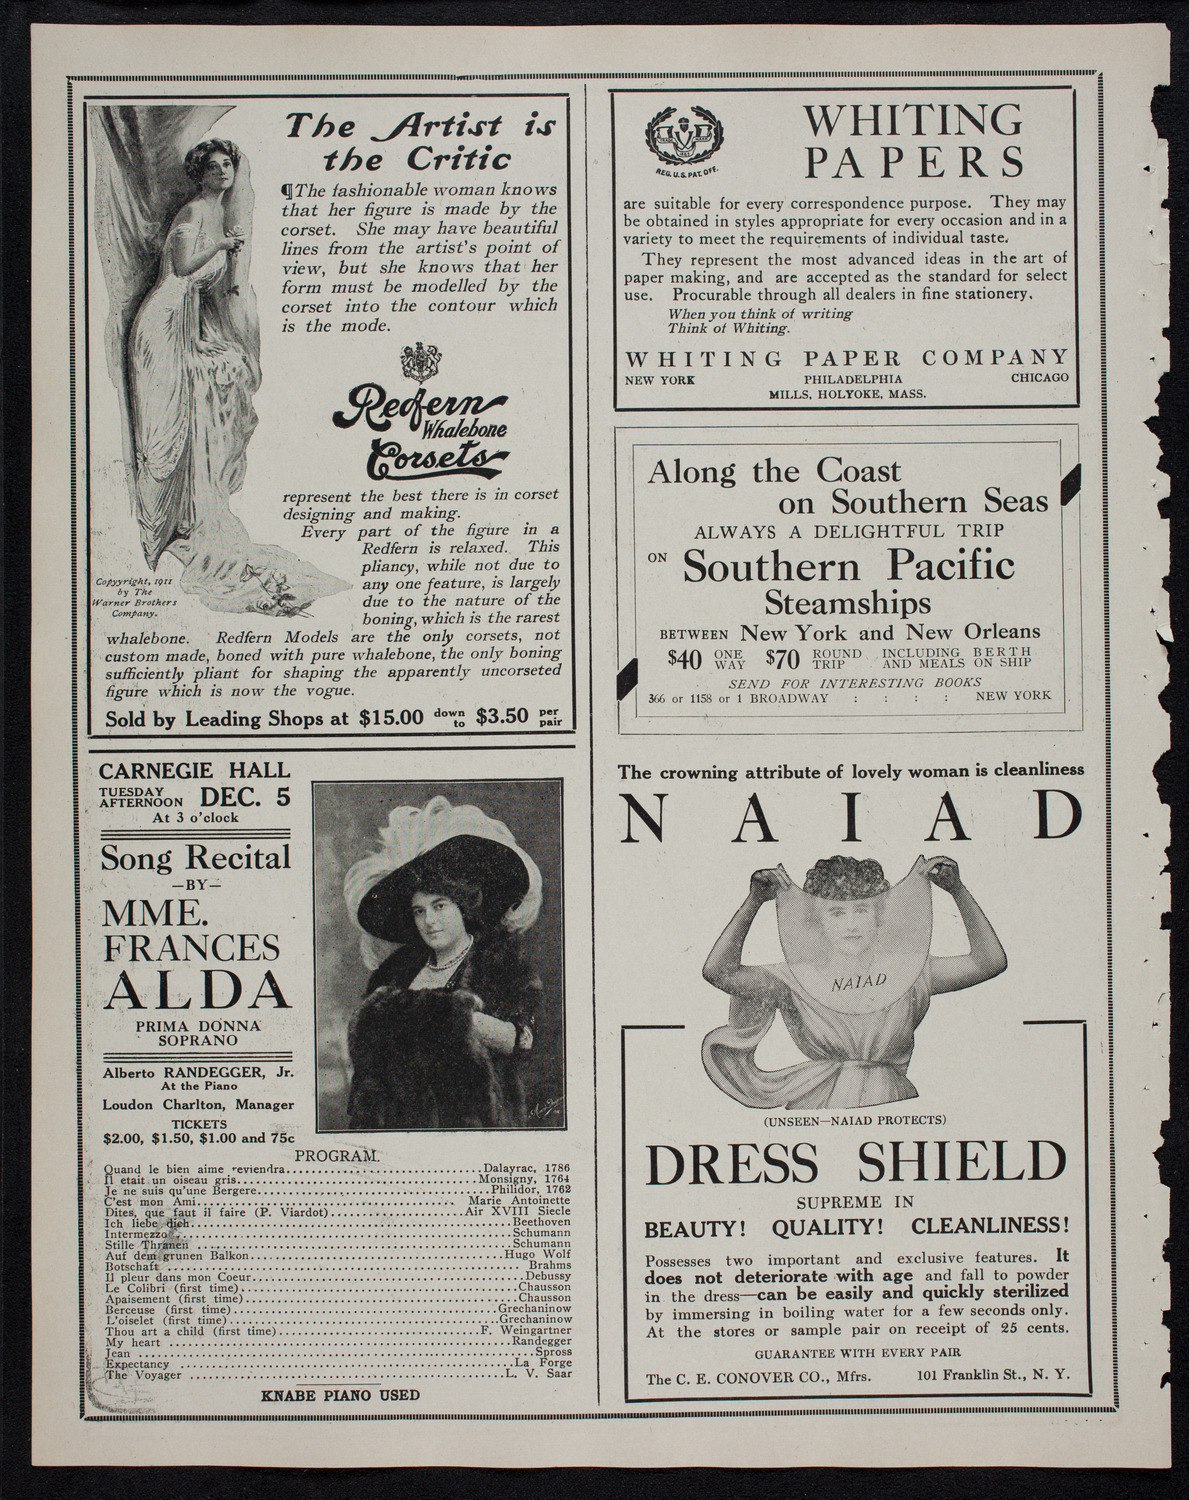 The Artist is
the Critic
¶The fashionable woman knows
that her figure is made by the
corset. She may have beautiful
lines from the artist's point of
view, but she knows that her
form must be modelled by the
corset into the contour which
is the mode.
Redfern
Whalebone
Corsets
represent the best there is in corset
designing and making.
Every part of the figure in a
Redfern is relaxed. This
pliancy, while not due to
any one feature, is largely
due to the nature of the
boning, which is the rarest
Copyright, 1911
by The
Warner Brothers
Company.
whalebone. Redfern Models are the only corsets, not
custom made, boned with pure whalebone, the only boning
sufficiently pliant for shaping the apparently uncorseted
figure which is now the vogue.
Sold by Leading Shops at $15.00 down to $3.50 per pair
CARNEGIE HALL
TUESDAY AFTERNOON DEC. 5
At 3 o'clock
Song Recital
—BY—
MME.
FRANCES
ALDA
PRIMA DONNA
SOPRANO
Alberto RANDEGGER, Jr.
At the Piano
Loudon Charlton, Manager
TICKETS
$2.00, $1.50, $1.00 and 75c
PROGRAM.
Quand le bien aime reviendra....Dalayrac, 1786
Il etait un oiseau gris....Monsigny, 1764
Je ne suis qu'une Bergere....Philidor, 1762
C'est mon Ami....Marie Antoinette
Dites, que faut il faire (P. Viardot)....Air XVIII Siecle
Ich liebe dich....Beethoven
Intermezzo....Schumann
Stille Thranen....Schumann
Auf dem grunen Balkon....Hugo Wolf
Botschaft....Brahms
Il pleur dans mon Coeur....Debussy
Le Colibri (first time)....Chausson
Apaisement (first time)....Chausson
Berceuse (first time)....Grechaninow
L'oiselet (first time)....Grechaninow
Thou art a child (first time)....F. Weingartner
My heart....Randegger
Jean....Spross
Expectancy....La Forge
The Voyager....L. V. Saar
KNABE PIANO USED
REG. U.S. PAT. OFF.
WHITING
PAPERS
are suitable for every correspondence purpose. They may
be obtained in styles appropriate for every occasion and in a
variety to meet the requirements of individual taste.
They represent the most advanced ideas in the art of
paper making, and are accepted as the standard for select
use. Procurable through all dealers in fine stationery.
When you think of writing
Think of Whiting.
WHITING PAPER COMPANY
NEW YORK PHILADELPHIA CHICAGO
MILLS, HOLYOKE, MASS.
Along the Coast
on Southern Seas
ALWAYS A DELIGHTFUL TRIP
ON Southern Pacific
Steamships
BETWEEN New York and New Orleans
$40 ONE WAY $70 ROUND TRIP INCLUDING BERTH AND MEALS ON SHIP
SEND FOR INTERESTING BOOKS
366 or 1158 or 1 BROADWAY : : : : NEW YORK
The crowning attribute of lovely woman is cleanliness
NAIAD
NAIAD
(UNSEEN—NAIAD PROTECTS)
DRESS SHIELD
SUPREME IN
BEAUTY! QUALITY! CLEANLINESS!
Possesses two important and exclusive features. It
does not deteriorate with age and fall to powder
in the dress—can be easily and quickly sterilized
by immersing in boiling water for a few seconds only.
At the stores or sample pair on receipt of 25 cents.
GUARANTEE WITH EVERY PAIR
The C. E. CONOVER CO., Mfrs. 101 Franklin St., N. Y.